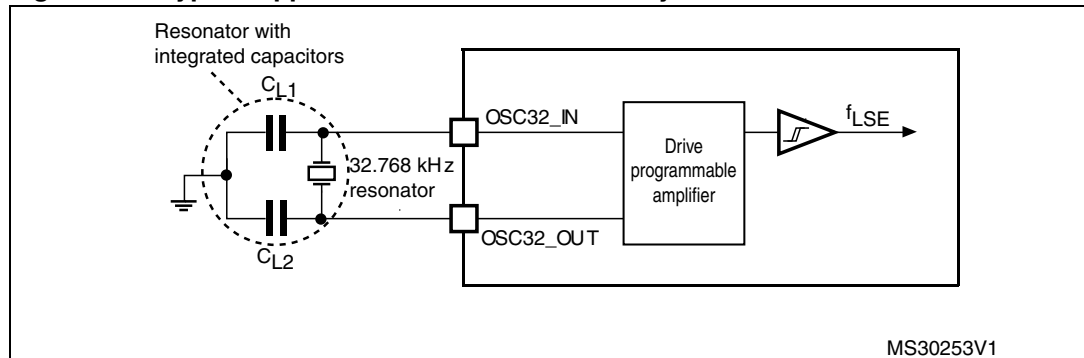 Resonator with
integrated capacitors
CL1
OSC32_IN
fLSE
Drive
programmable
amplifier
32.768 kHz
resonator
OSC32_OUT
CL2
MS30253V1